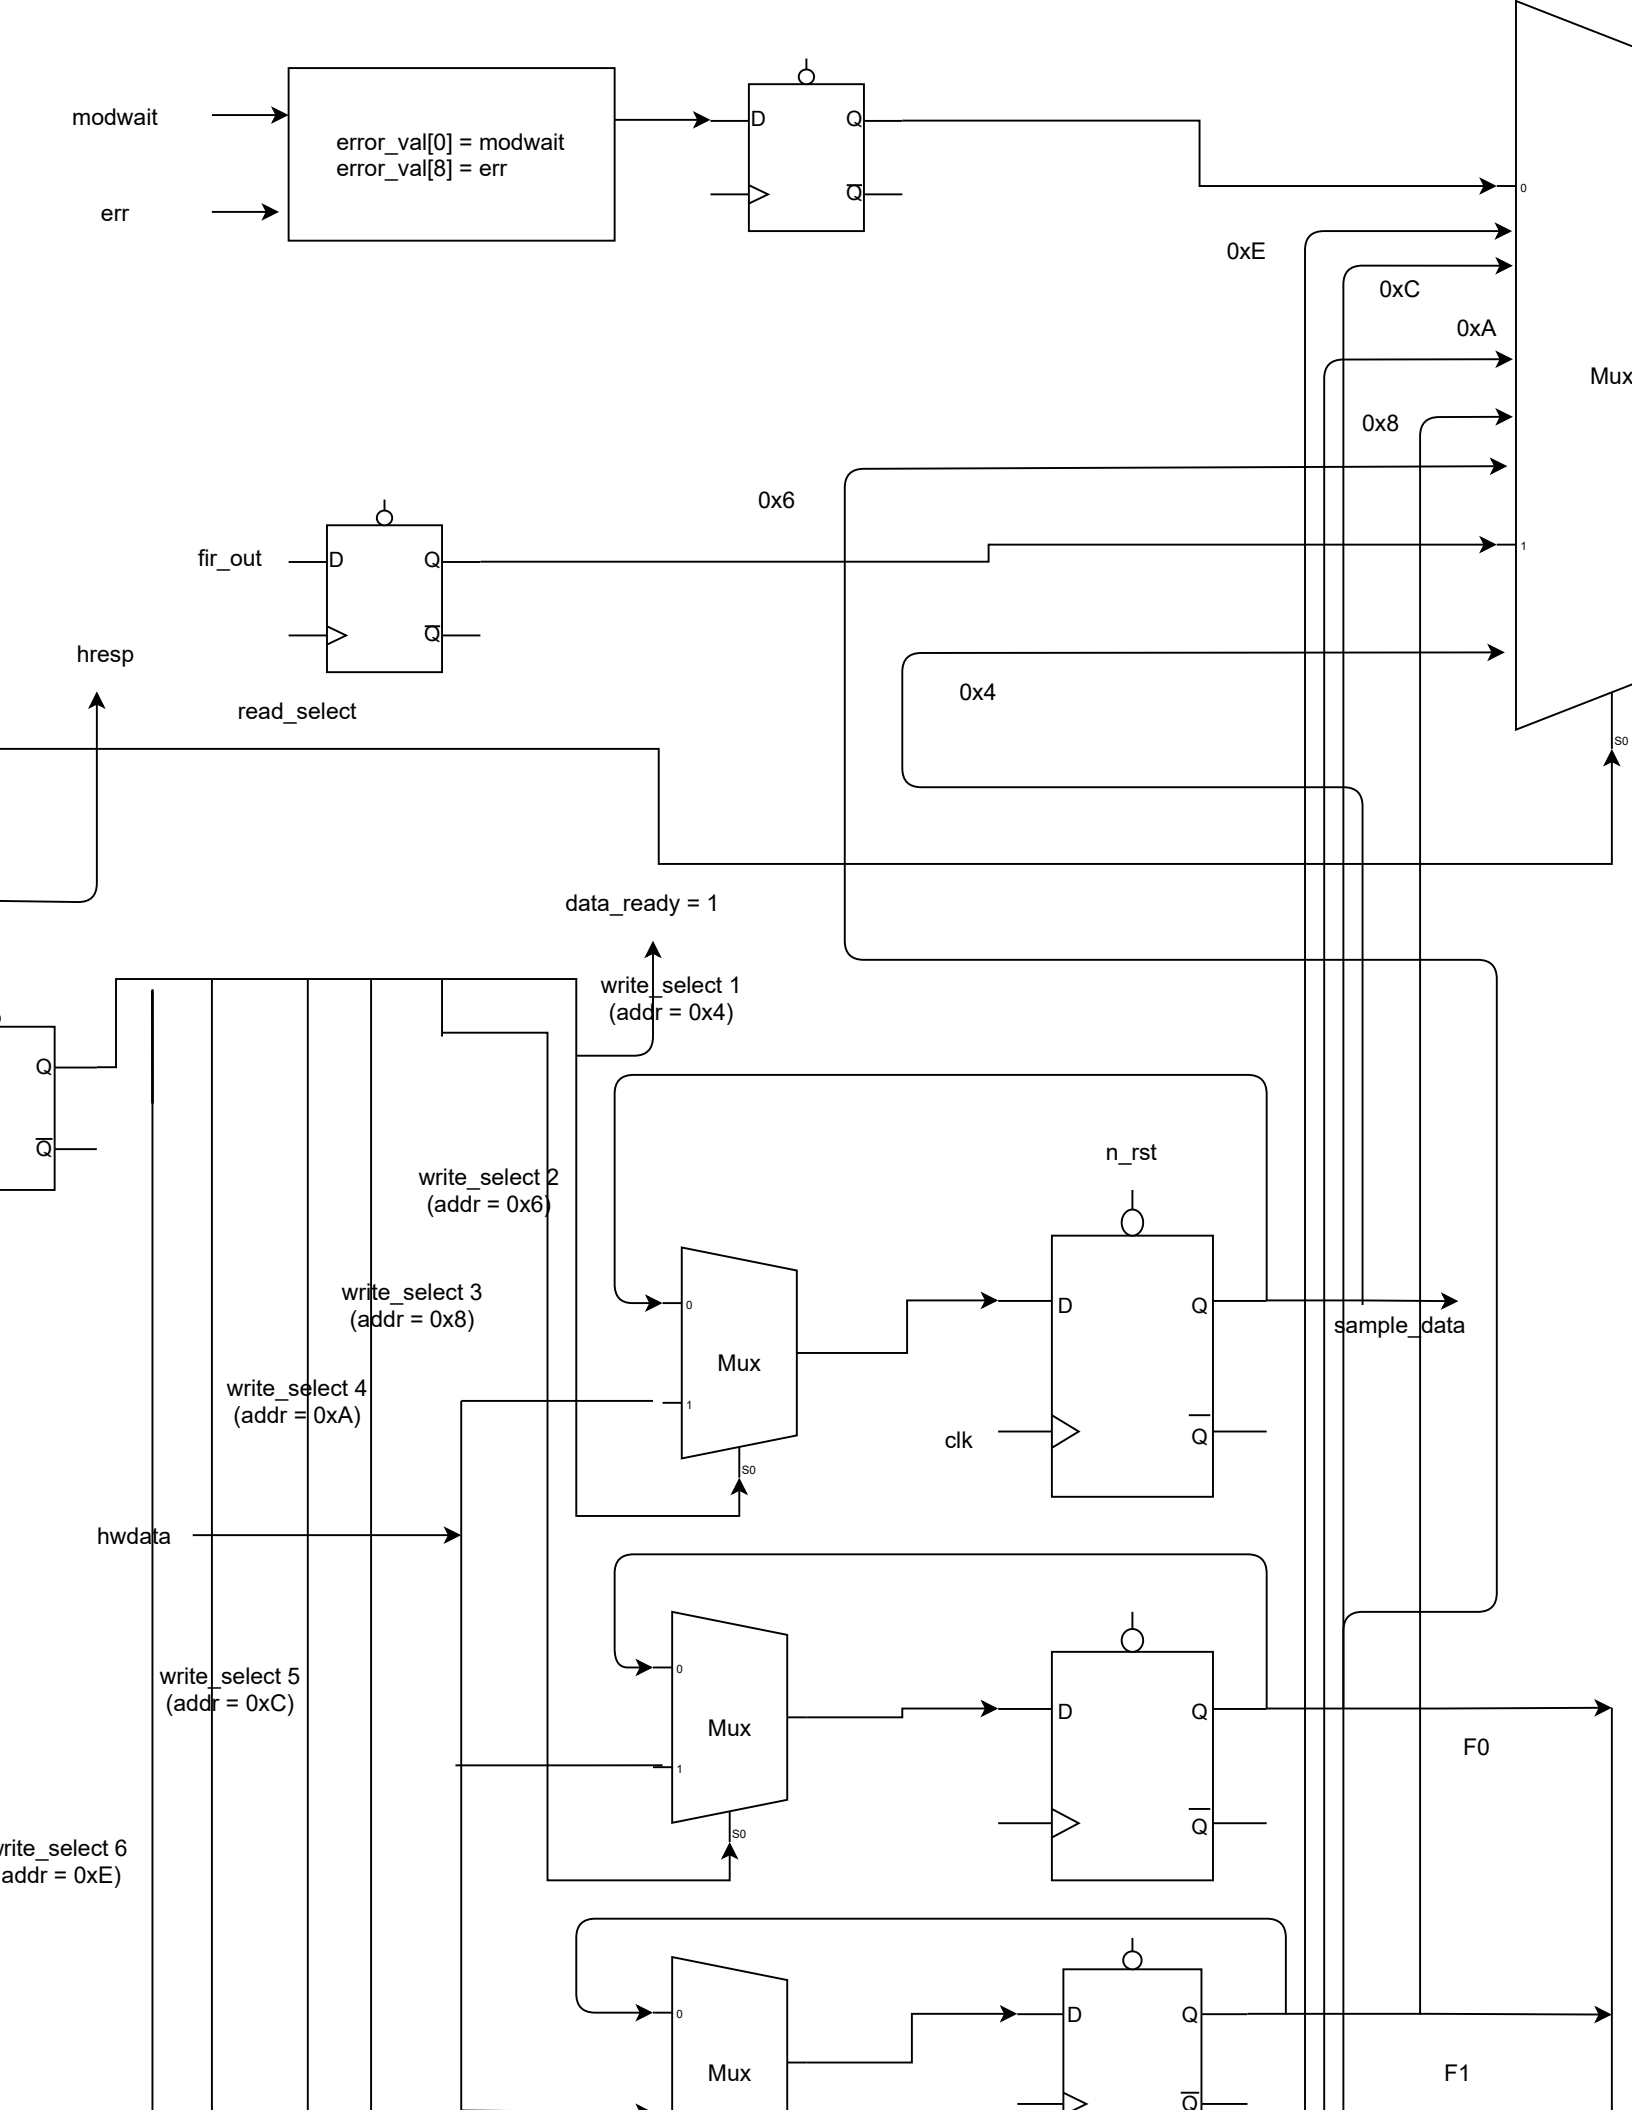 modwait
error_val[0] = modwait
error_val[8] = err
err
D
Q
Q
0
0xE
0xC
0xA
Mux
0x8
0x6
fir_out
D
Q
Q
1
hresp
read_select
0x4
S0
data_ready = 1
write_select 1
(addr = 0x4)
Q
Q
n_rst
write_select 2
(addr = 0x6)
write_select 3
(addr = 0x8)
0
D
Q
sample_data
Mux
write_select 4
(addr = 0xA)
1
clk
Q
S0
hwdata
write_select 5
(addr = 0xC)
0
Mux
D
Q
F0
1
Q
S0
rite_select 6
addr = 0xE)
0
D
Q
Mux
F1
Q